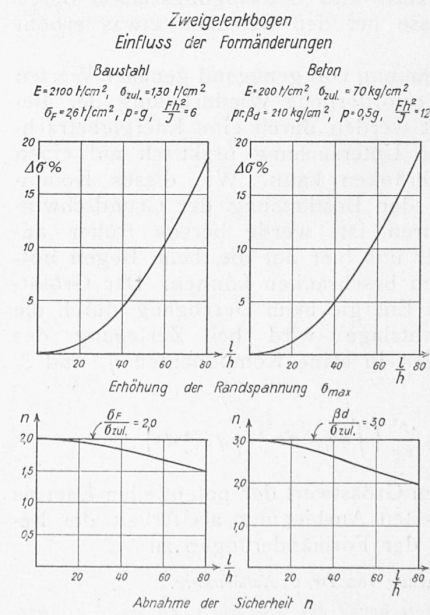 Zweigelenkbogen
Einfluss der Formänderungen
Baustahl
E=2100 t/cm², σzul.=1,30 t/cm²
σF=2,6 t/cm², p=g, Fh²/J=6
Beton
E=200 t/cm² σzul.=70 kg/cm²
pr,βd=210 kg/cm², p=0,5g, Fh²/J=12
20
Δσ%
15
10
5
20 40 60 80 l/h
20
Δσ%
15
10
5
20 40 60 80 l/h
Erhöhung der Randspannung σmax
n
σF/σzul.=2,0
2,0
1,5
1,0
0,5
20 40 60 80 l/h
n
βd/σzul.=3,0
3,0
2,0
1,0
20 40 60 80 l/h
Abnahme der Sicherheit n